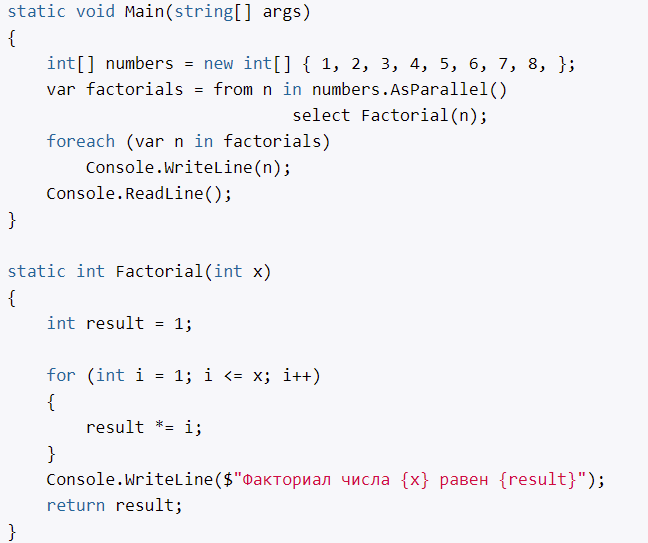 static void Main(string[] args)
{
    int[] numbers = new int[] { 1, 2, 3, 4, 5, 6, 7, 8, };
    var factorials = from n in numbers.AsParallel()
                             select Factorial(n);
    foreach (var n in factorials)
        Console.WriteLine(n);
    Console.ReadLine();
}

static int Factorial(int x)
{
    int result = 1;

    for (int i = 1; i <= x; i++)
    {
        result *= i;
    }
    Console.WriteLine($"Факториал числа {x} равен {result}");
    return result;
}